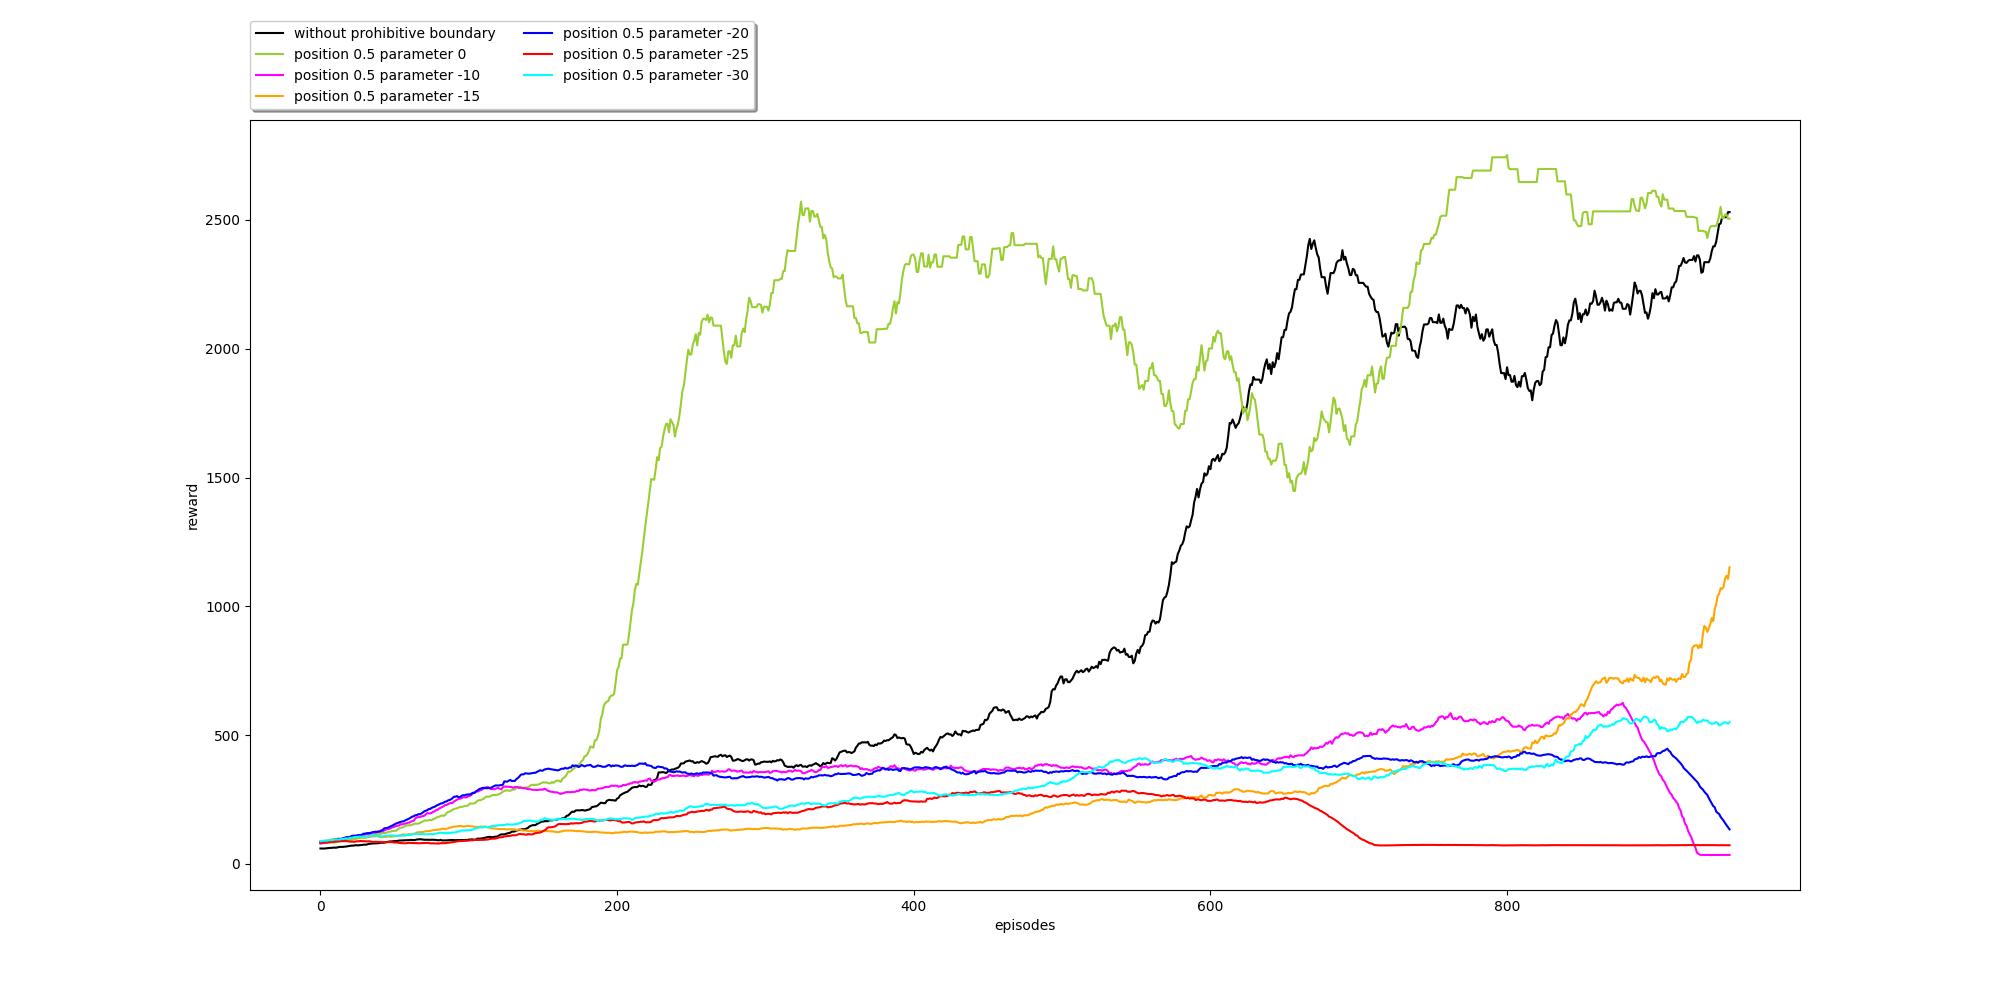 without prohibitive boundary
position 0.5 parameter 0
position 0.5 parameter -10
position 0.5 parameter -15
position 0.5 parameter -20
position 0.5 parameter -25
position 0.5 parameter -30
2500
2000
1500
1000
500
0
reward
0 200 400 600 800
episodes